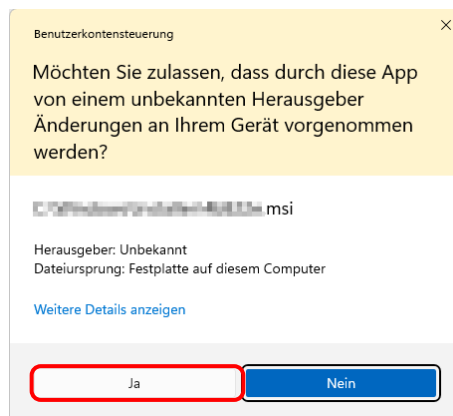 Benutzerkontensteuerung
Möchten Sie zulassen, dass durch diese App
von einem unbekannten Herausgeber
Änderungen an Ihrem Gerät vorgenommen
werden?
.msi
Herausgeber: Unbekannt
Dateiursprung: Festplatte auf diesem Computer
Weitere Details anzeigen
Ja
Nein